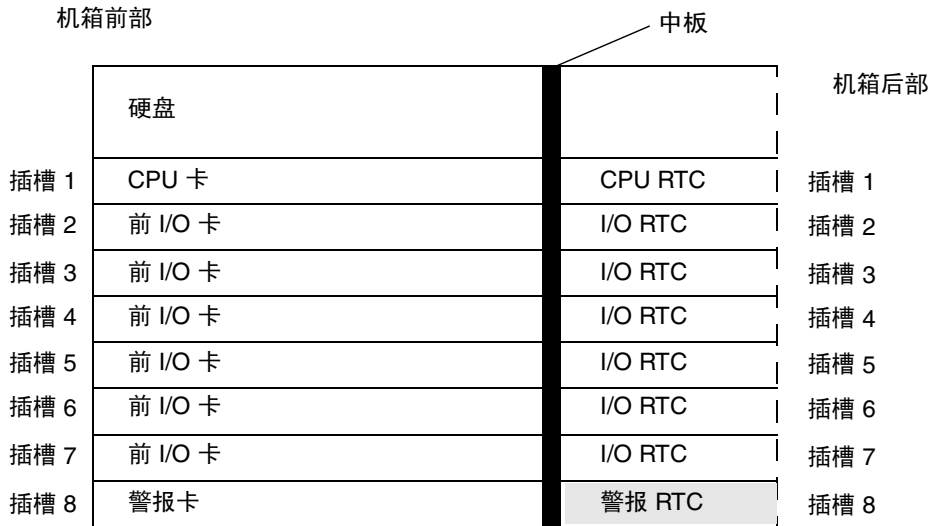 机箱前部
中板
机箱后部
硬盘
插槽 1 CPU 卡 CPU RTC 插槽 1
插槽 2 前 I/O 卡 I/O RTC 插槽 2
插槽 3 前 I/O 卡 I/O RTC 插槽 3
插槽 4 前 I/O 卡 I/O RTC 插槽 4
插槽 5 前 I/O 卡 I/O RTC 插槽 5
插槽 6 前 I/O 卡 I/O RTC 插槽 6
插槽 7 前 I/O 卡 I/O RTC 插槽 7
插槽 8 警报卡 警报 RTC 插槽 8